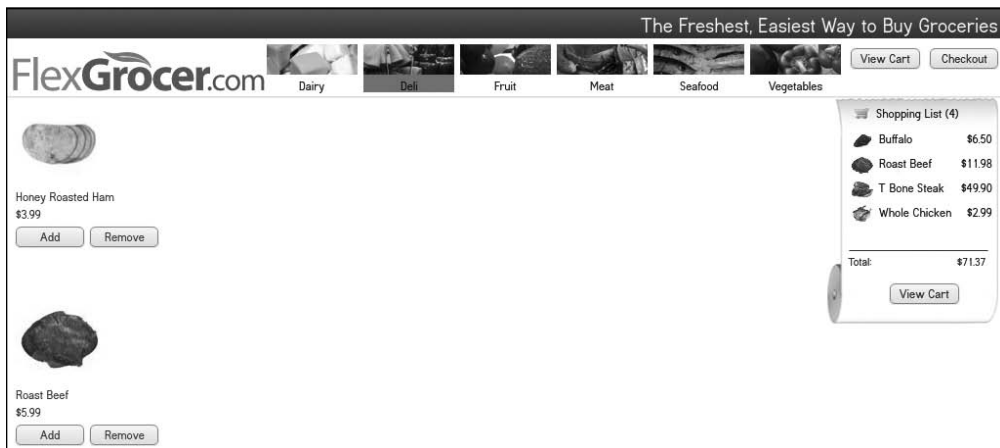 The Freshest, Easiest Way to Buy Groceries
FlexGrocer.com
Dairy
Deli
Fruit
Meat
Seafood
Vegetables
View Cart
Checkout
Honey Roasted Ham
$3.99
Add
Remove
Roast Beef
$5.99
Add
Remove
Shopping List (4)
Buffalo $6.50
Roast Beef $11.98
T Bone Steak $49.90
Whole Chicken $2.99
Total: $71.37
View Cart